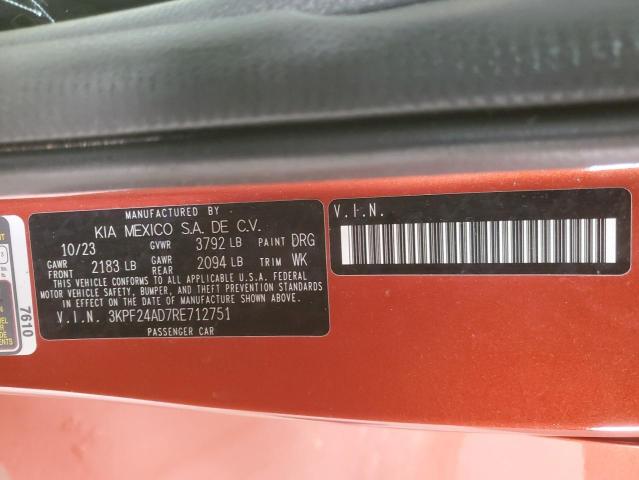 MANUFACTURED BY
KIA MEXICO S.A. DE C.V.
10/23 GVWR 3792 LB PAINT DRG
GAWR FRONT 2183 LB GAWR REAR 2094 LB TRIM WK
THIS VEHICLE CONFORMS TO ALL APPLICABLE U.S.A. FEDERAL
MOTOR VEHICLE SAFETY, BUMPER, AND THEFT PREVENTION STANDARDS
IN EFFECT ON THE DATE OF MANUFACTURE SHOWN ABOVE.
V.I.N. 3KPF24AD7RE712751
PASSENGER CAR
V.I.N.
7610